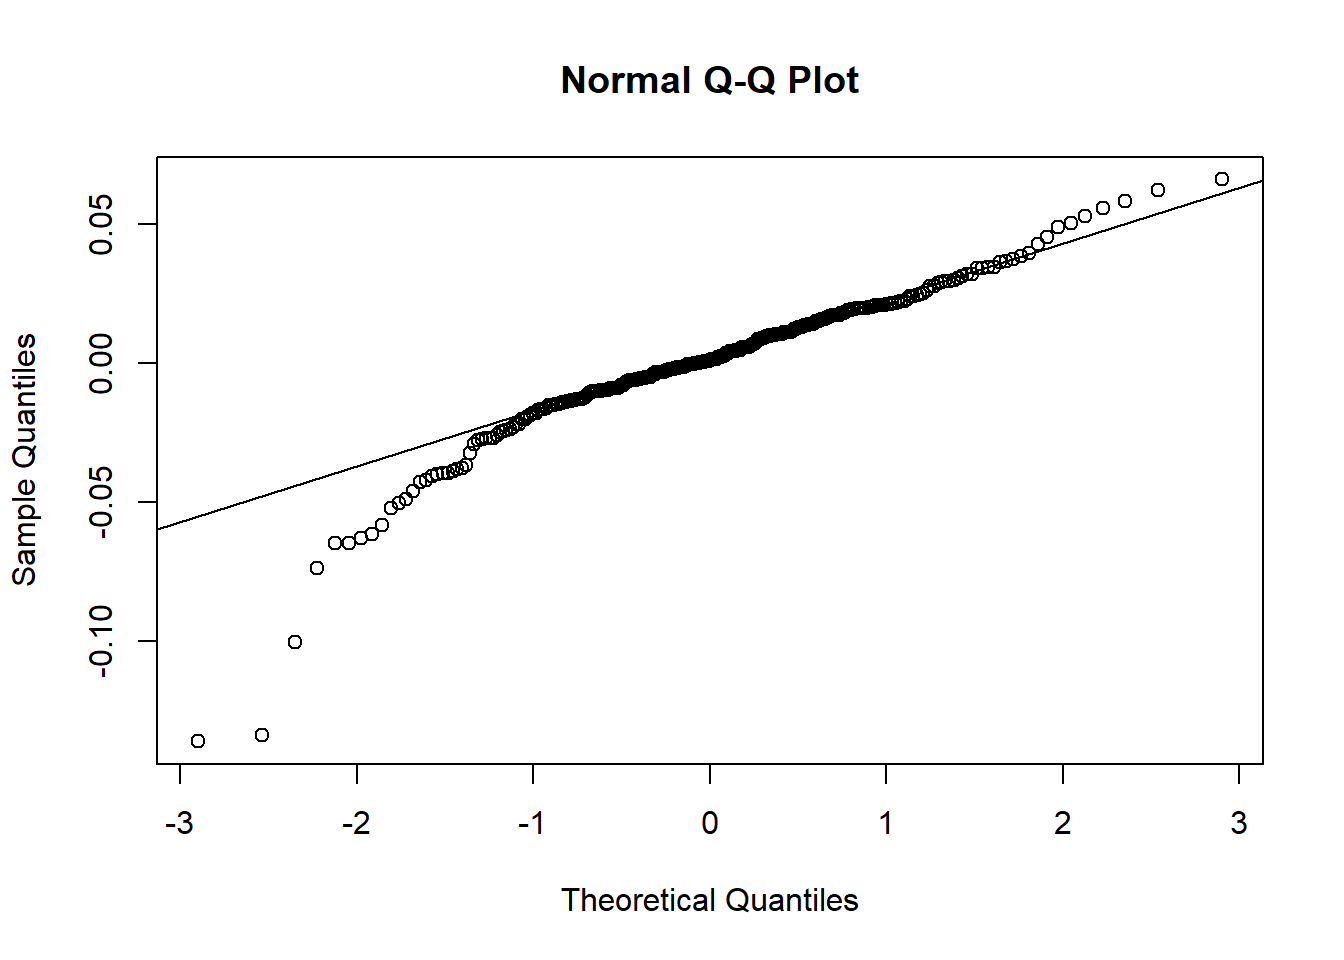 Normal Q-Q Plot
Sample Quantiles
0.05
0.00
-0.05
-0.10
-3 -2 -1 0 1 2 3
Theoretical Quantiles